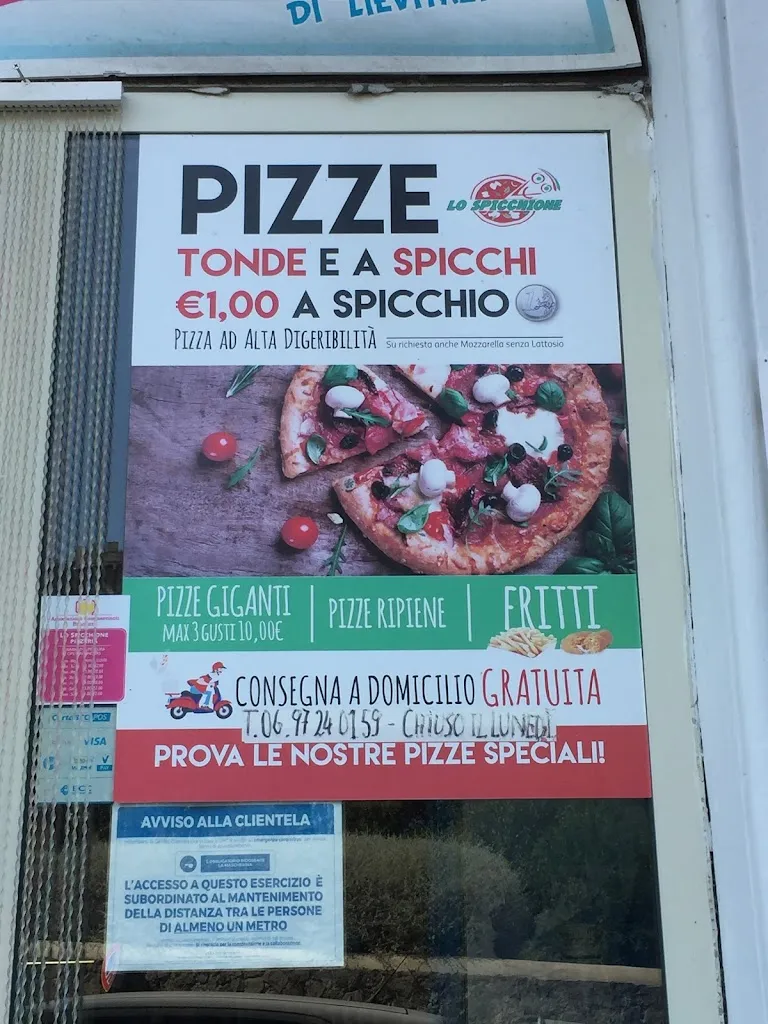 DI
PIZZE
LO SPICCHIONE
TONDE E A SPICCHI
€1,00 A SPICCHIO
PIZZA AD ALTA DIGERIBILITÀ
Su richiesta anche Mozzarella senza Lattosio
PIZZE GIGANTI
MAX 3 GUSTI 10,00€
PIZZE RIPIENE
FRITTI
CONSEGNA A DOMICILIO GRATUITA
T.06.97240159 - CHIUSO IL LUNEDÌ
PROVA LE NOSTRE PIZZE SPECIALI!
LO SPICCHIONE
PIZZERIA
POS
VISA
AVVISO ALLA CLIENTELA
L'ACCESSO A QUESTO ESERCIZIO È
SUBORDINATO AL MANTENIMENTO
DELLA DISTANZA TRA LE PERSONE
DI ALMENO UN METRO